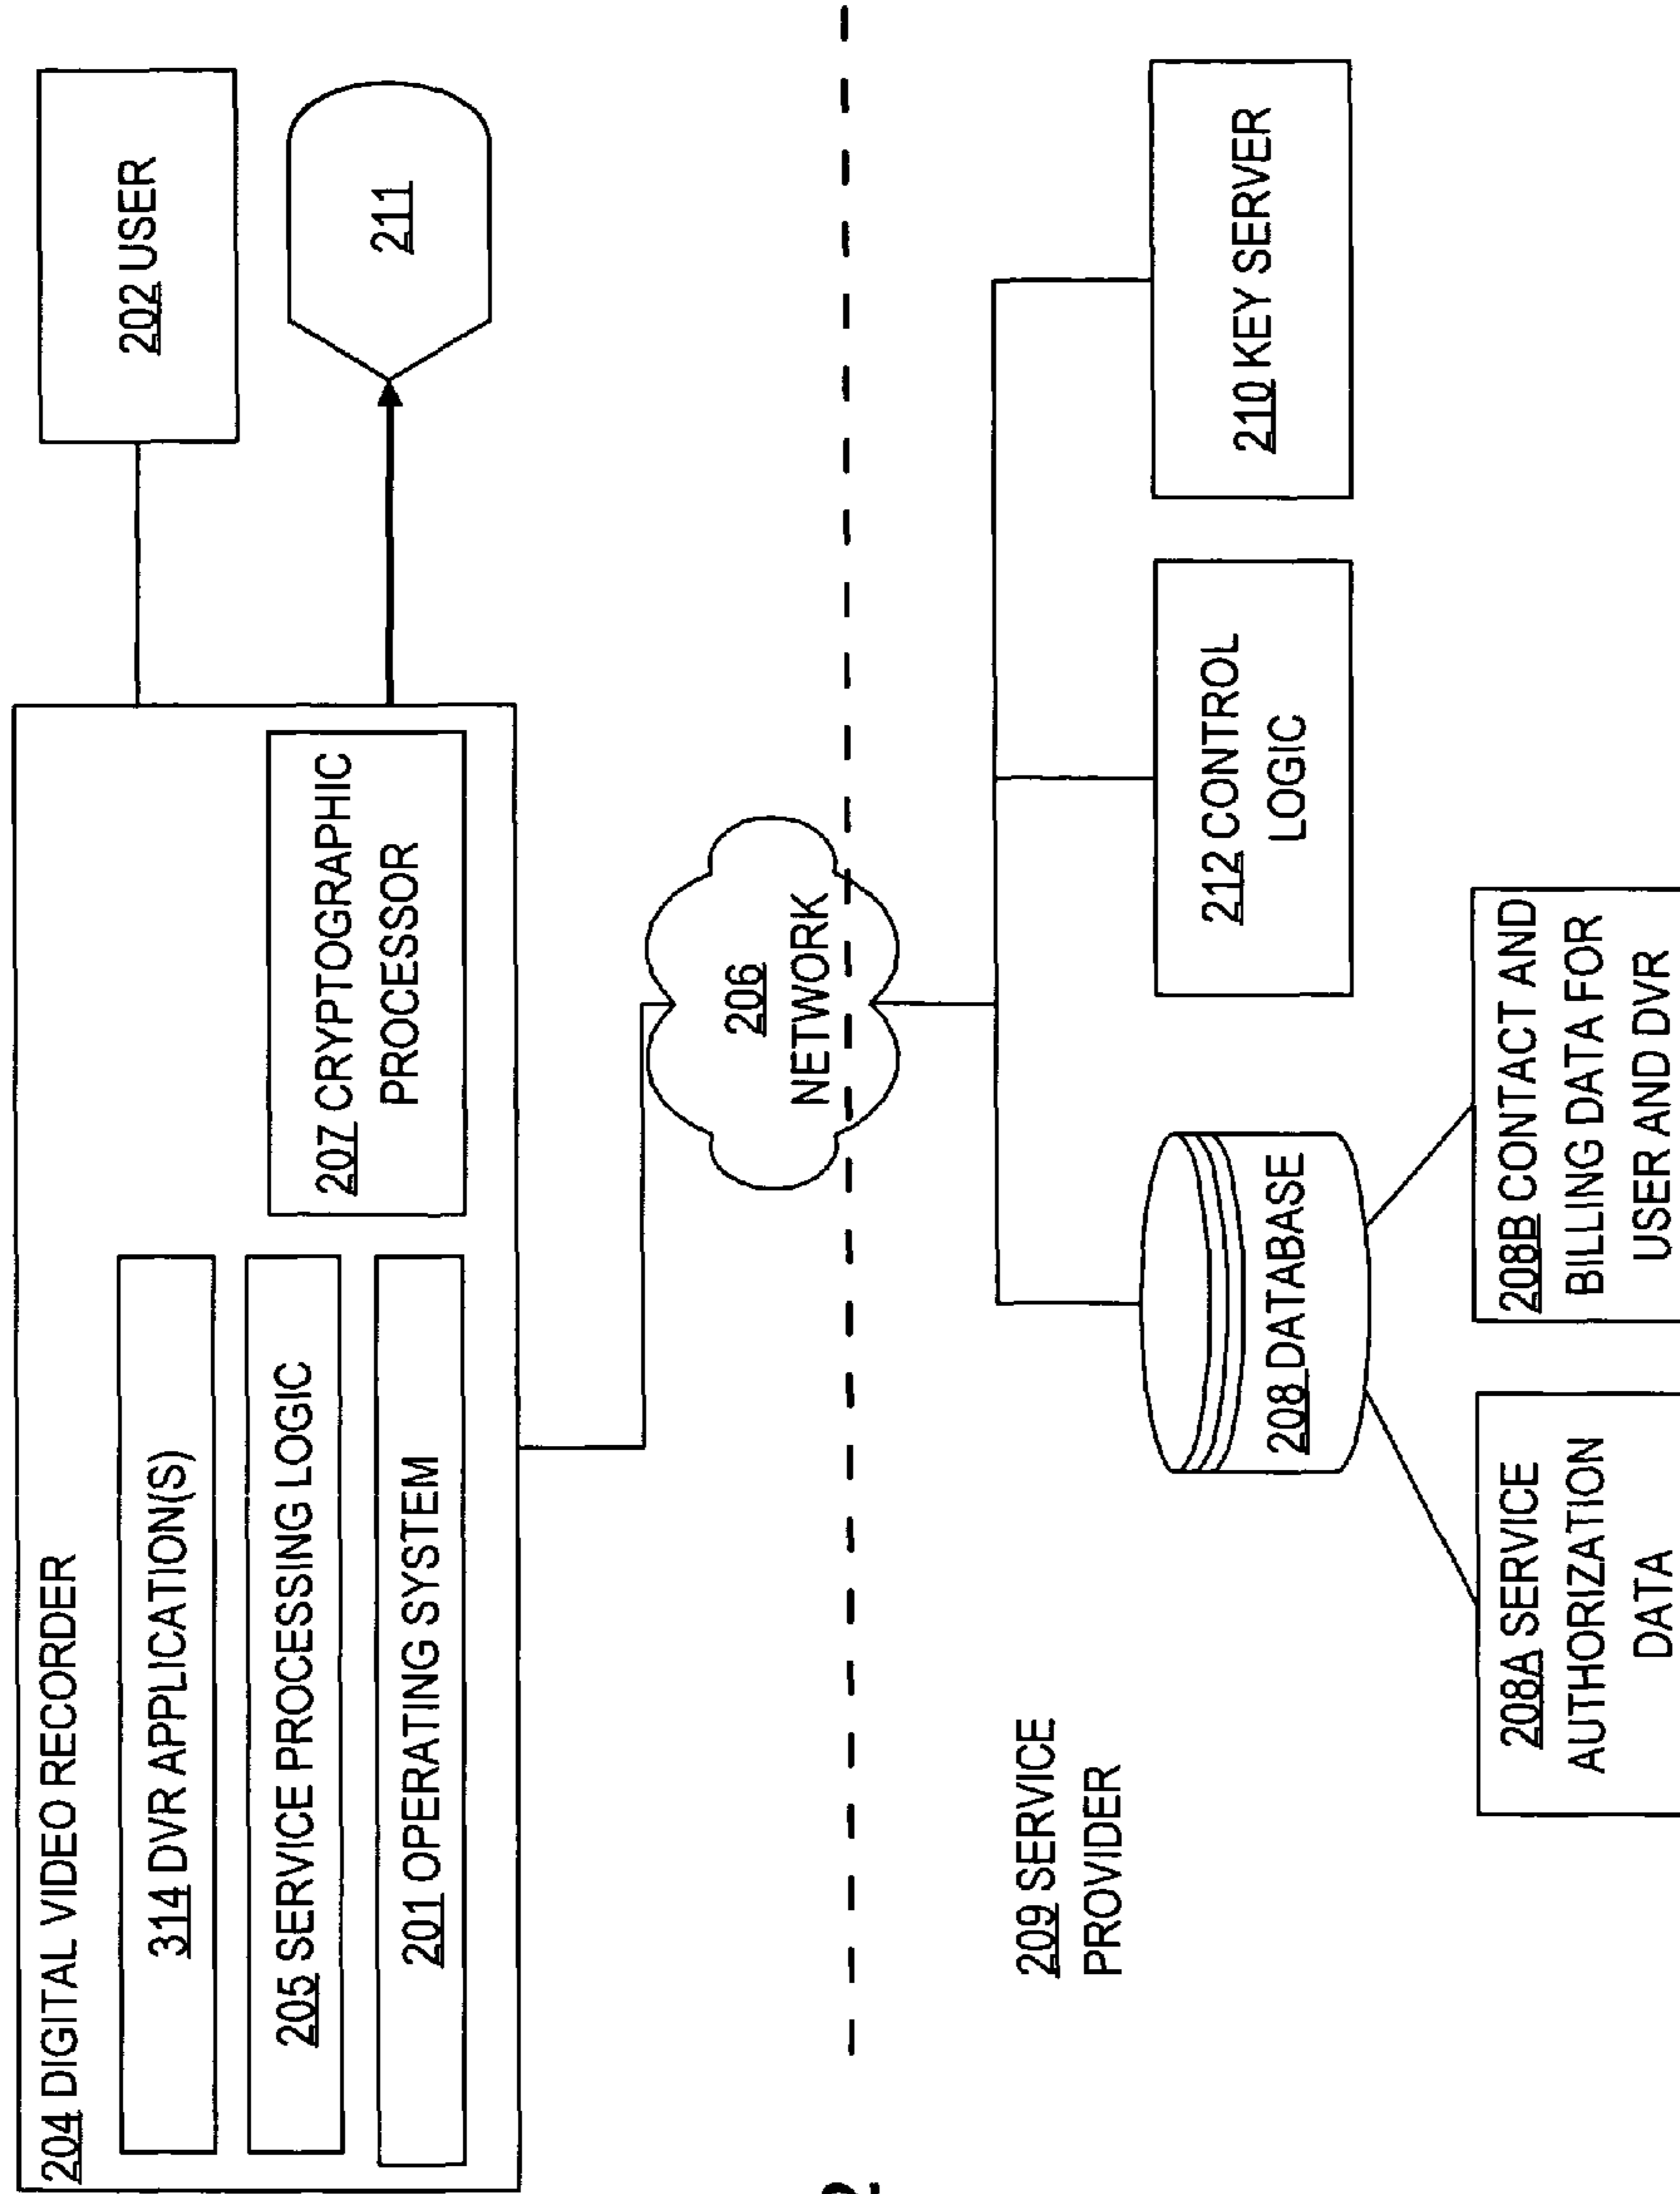 204 DIGITAL VIDEO RECORDER
314 DVR APPLICATION(S)
205 SERVICE PROCESSING LOGIC
201 OPERATING SYSTEM
207 CRYPTOGRAPHIC
PROCESSOR
202 USER
211
206
NETWORK
2
209 SERVICE
PROVIDER
208 DATABASE
212 CONTROL
LOGIC
210 KEY SERVER
208A SERVICE
AUTHORIZATION
DATA
208B CONTACT AND
BILLING DATA FOR
USER AND DVR